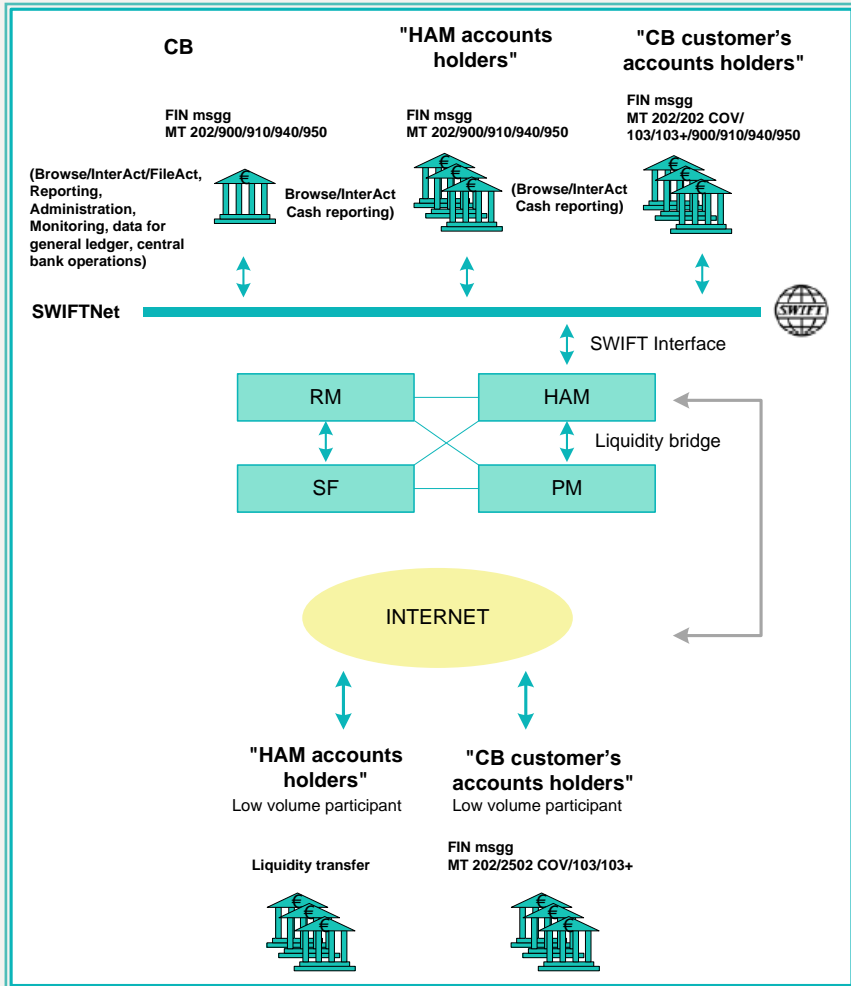 CB
"HAM accounts
holders"
"CB customer's
accounts holders"
FIN msgg
MT 202/900/910/940/950
FIN msgg
MT 202/900/910/940/950
FIN msgg
MT 202/202 COV/
103/103+/900/910/940/950
(Browse/InterAct/FileAct,
Reporting,
Administration,
Monitoring, data for
general ledger, central
bank operations)
Browse/InterAct
Cash reporting)
(Browse/InterAct
Cash reporting)
SWIFTNet
SWIFT
SWIFT Interface
RM
HAM
Liquidity bridge
SF
PM
INTERNET
"HAM accounts
holders"
Low volume participant
"CB customer's
accounts holders"
Low volume participant
Liquidity transfer
FIN msgg
MT 202/2502 COV/103/103+